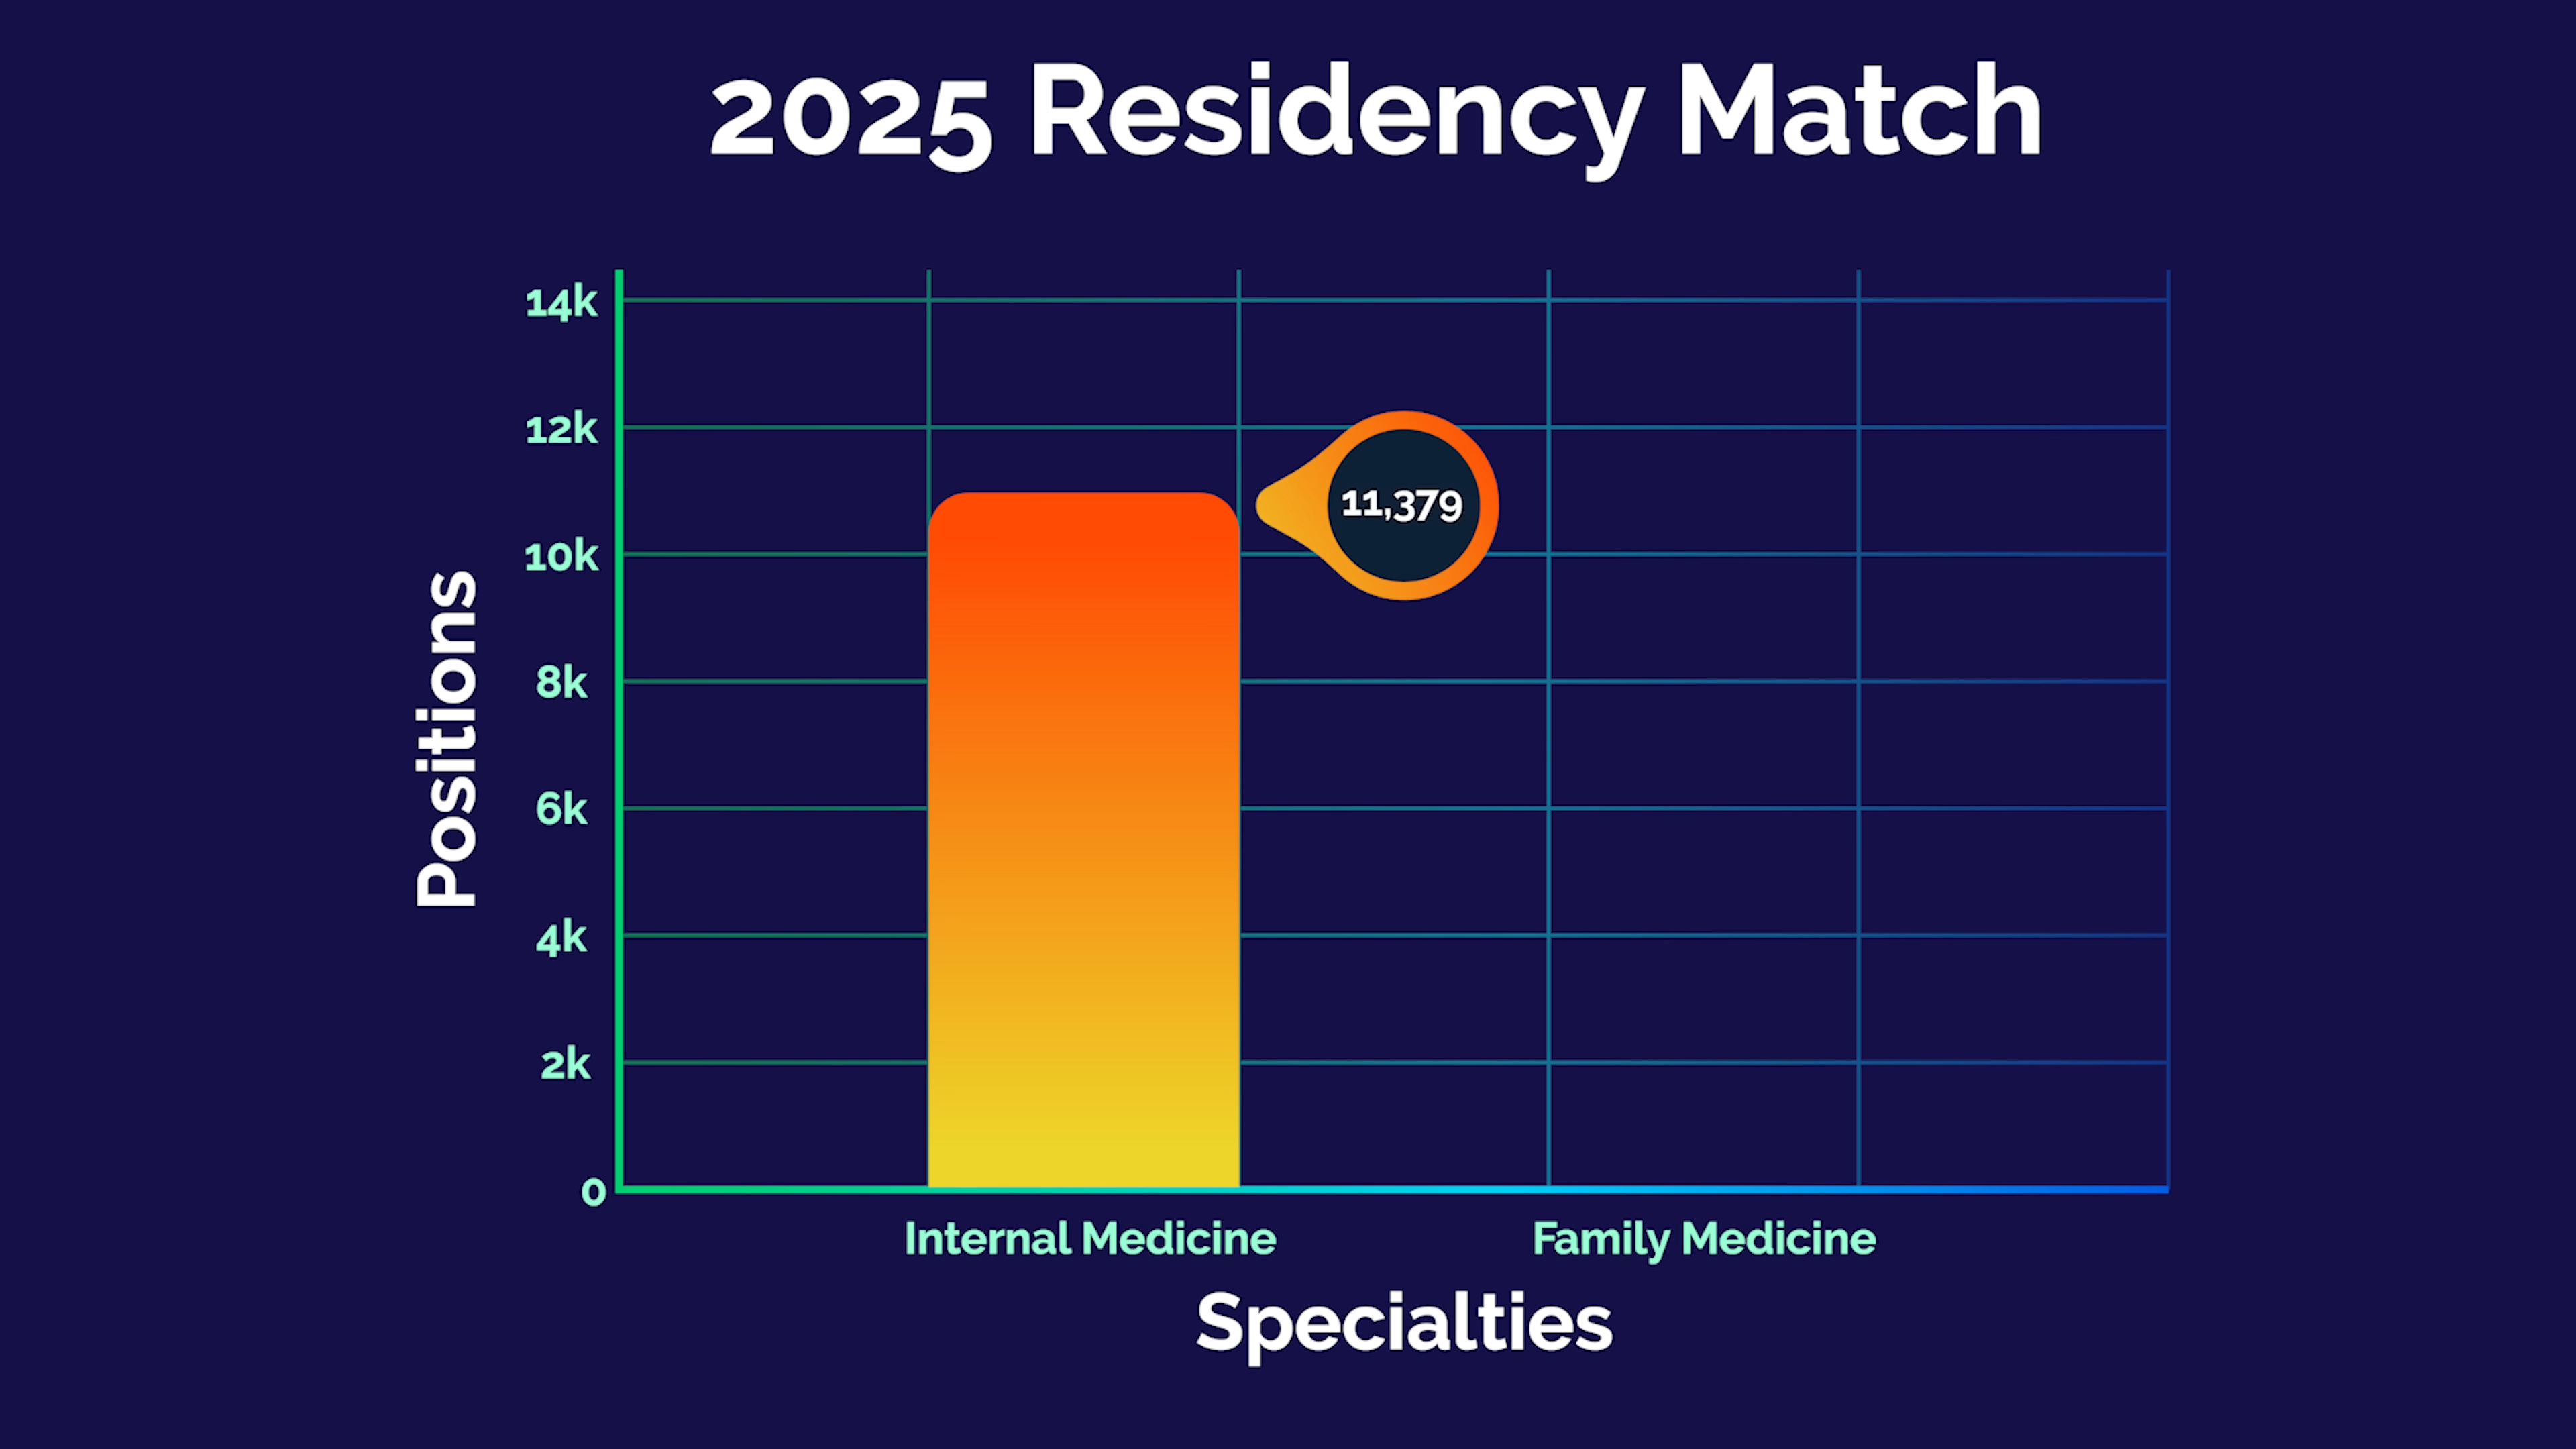 2025 Residency Match
14k
12k
10k
8k
6k
4k
2k
0
Positions
11,379
Internal Medicine
Family Medicine
Specialties